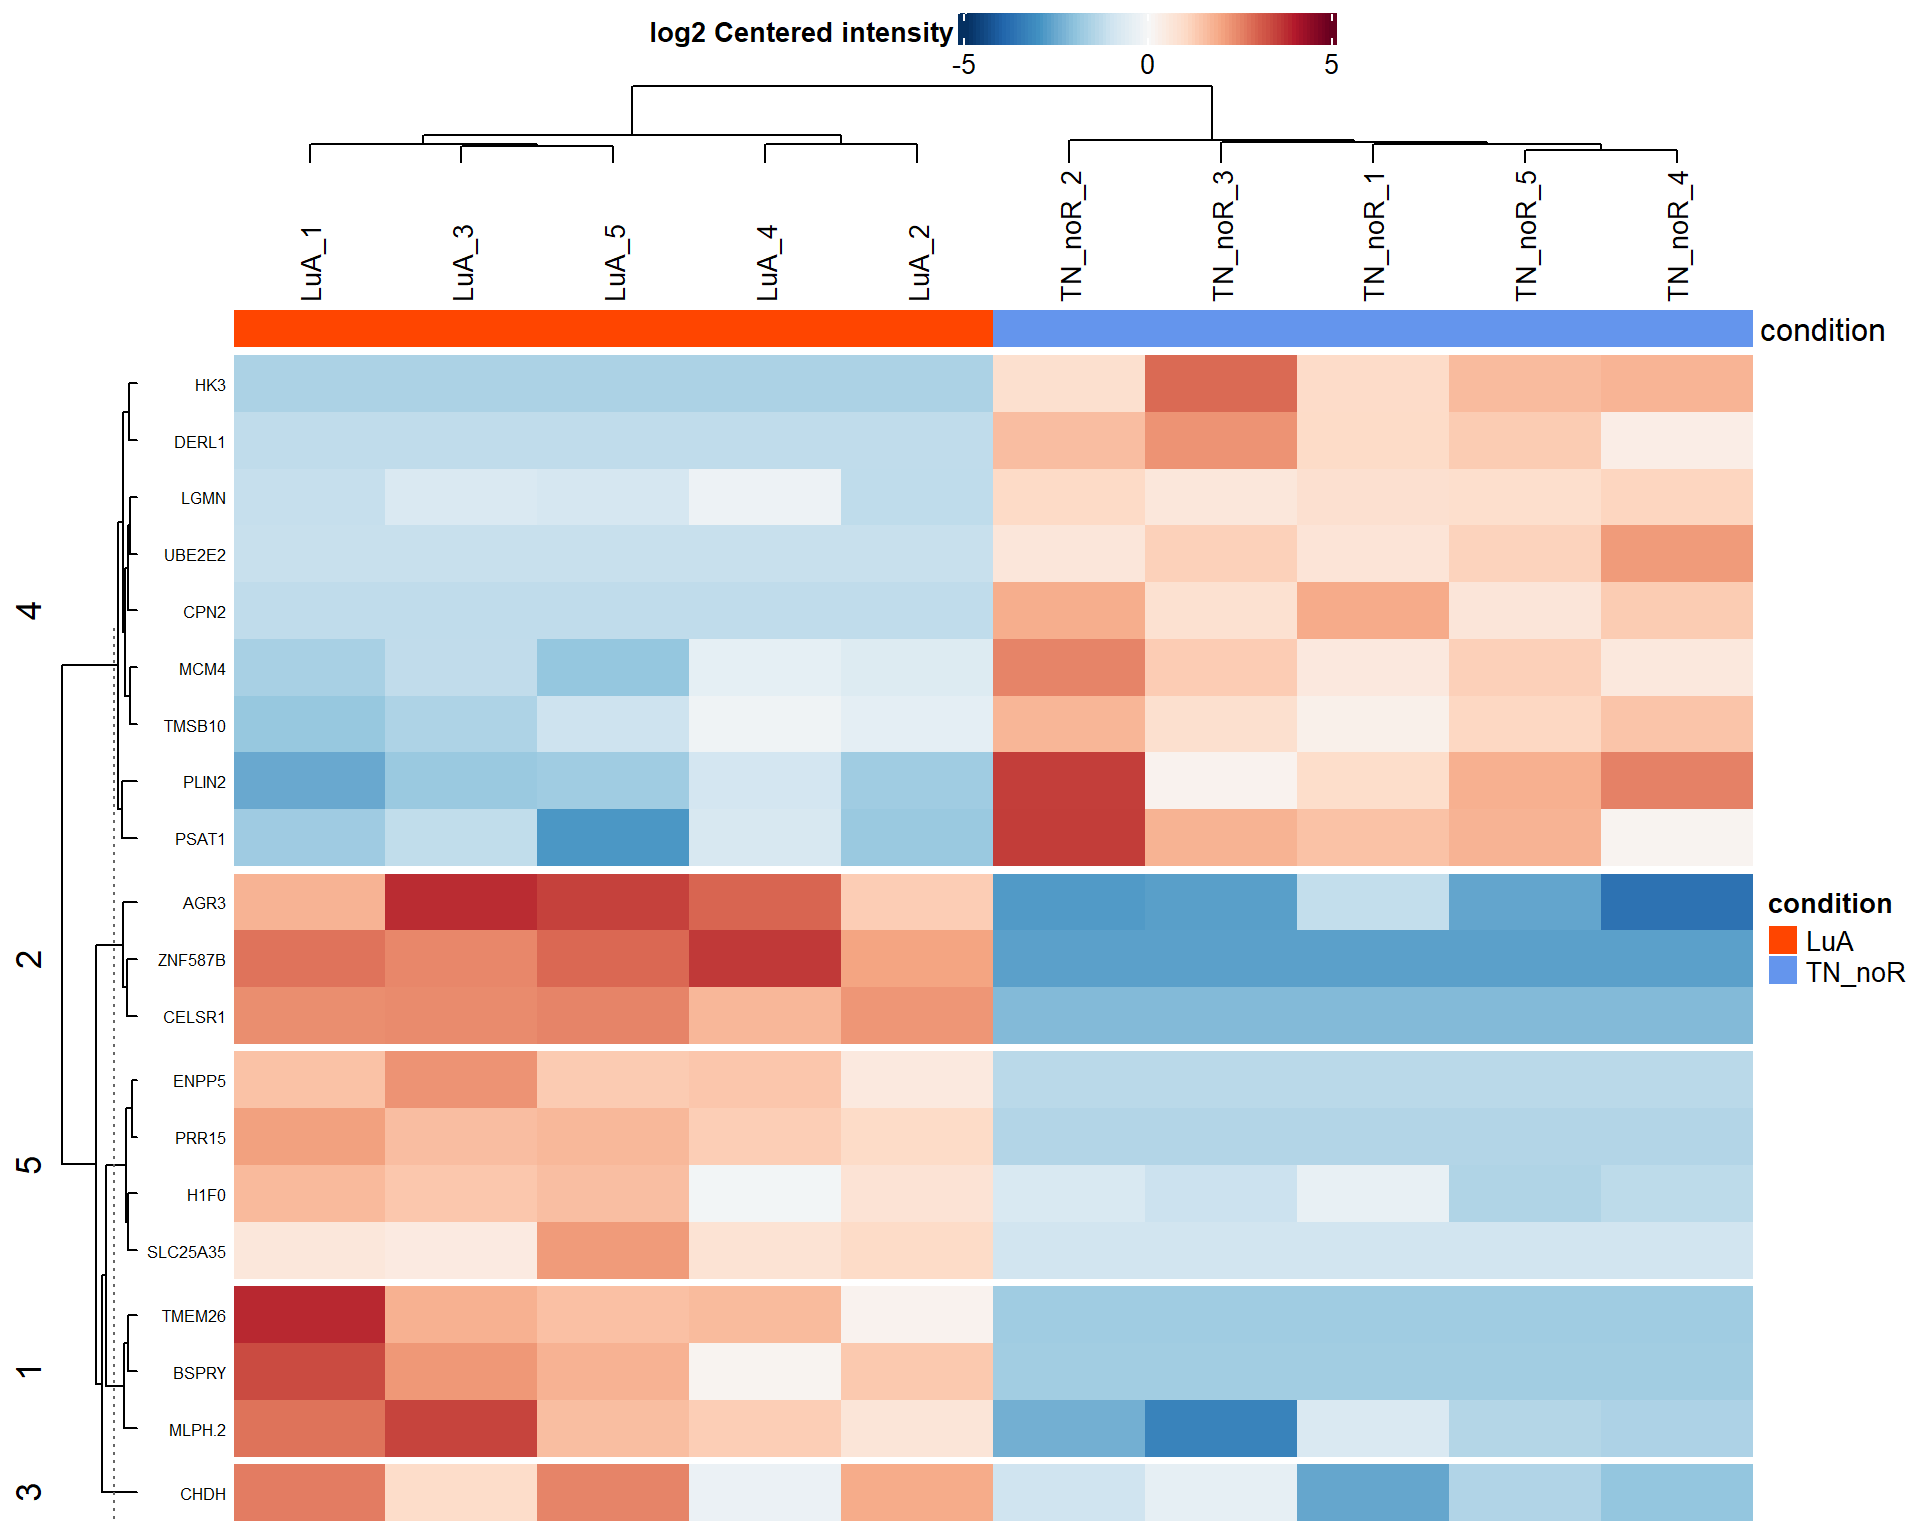 log2 Centered intensity
-5 0 5
LuA_1
LuA_3
LuA_5
LuA_4
LuA_2
TN_noR_2
TN_noR_3
TN_noR_1
TN_noR_5
TN_noR_4
condition
4
HK3
DERL1
LGMN
UBE2E2
CPN2
MCM4
TMSB10
PLIN2
PSAT1
2
AGR3
ZNF587B
CELSR1
5
ENPP5
PRR15
H1F0
SLC25A35
1
TMEM26
BSPRY
MLPH.2
3
CHDH
condition
LuA
TN_noR